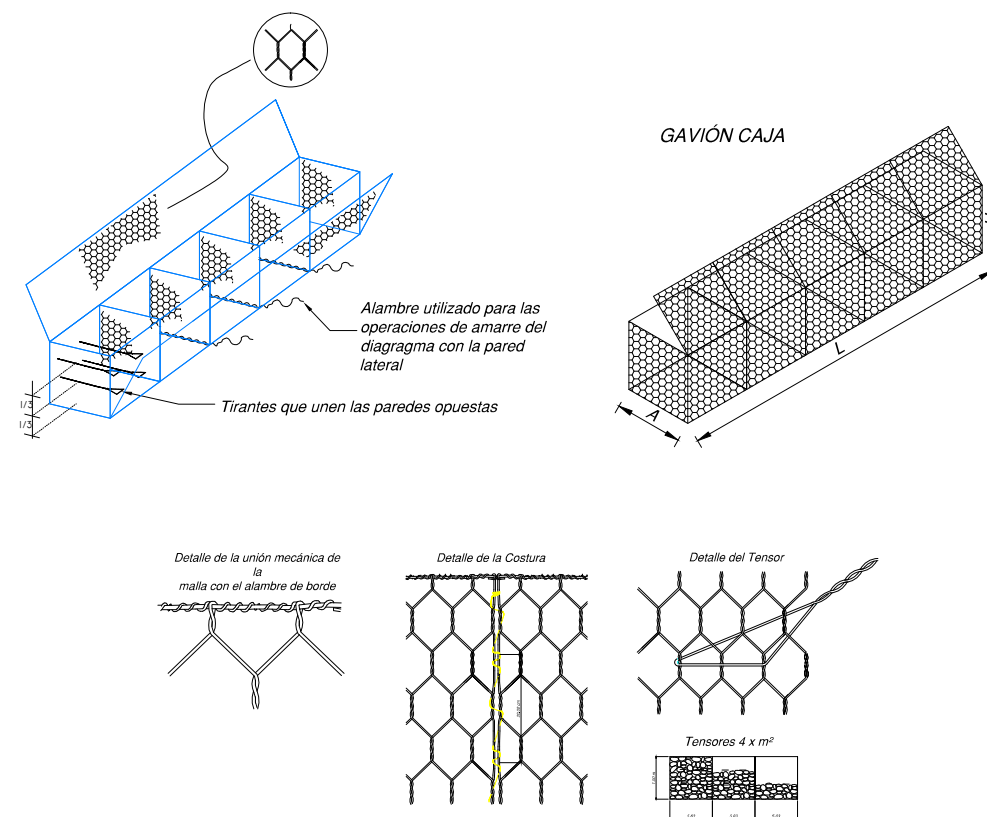 GAVIÓN CAJA
Alambre utilizado para las
operaciones de amarre del
diagragma con la pared
lateral
Tirantes que unen las paredes opuestas
1/3
1/3
A
L
Detalle de la unión mecánica de
la
malla con el alambre de borde
Detalle de la Costura
Detalle del Tensor
Tensores 4 x m²